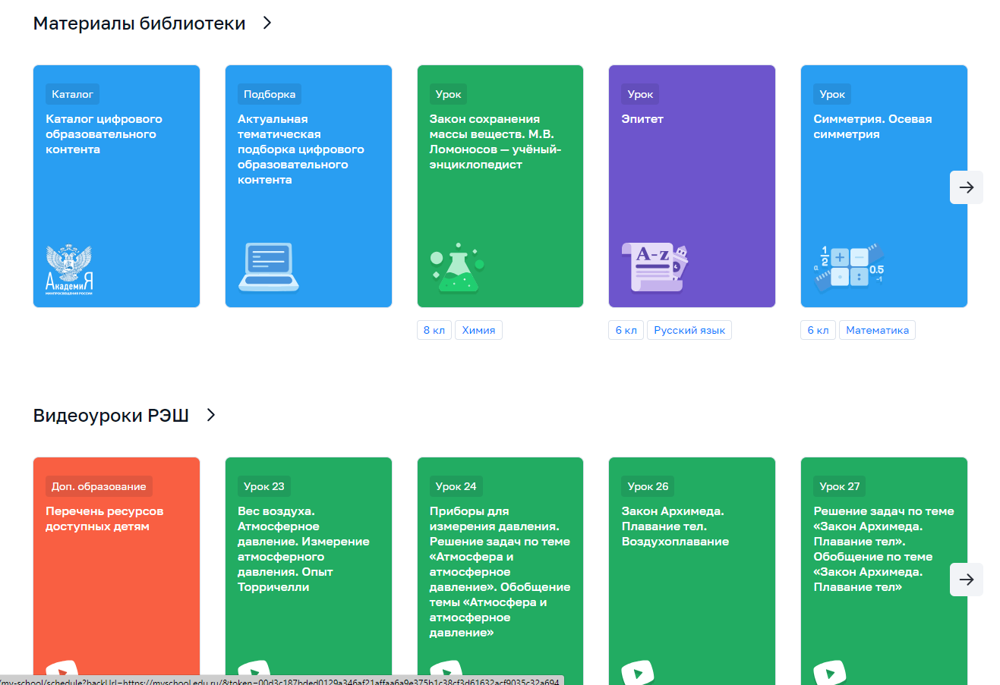 Материалы библиотеки
Каталог
Каталог цифрового
образовательного
контента
АкадемиЯ
МИНПРОСВЕЩЕНИЯ РОССИИ
Подборка
Актуальная
тематическая
подборка цифрового
образовательного
контента
Урок
Закон сохранения
массы веществ. М.В.
Ломоносов — учёный-
энциклопедист
8 кл
Химия
Урок
Эпитет
A-z
6 кл
Русский язык
Урок
Симметрия. Осевая
симметрия
1
2
+
−
0.5
а
:
-1
6 кл
Математика
Видеоуроки РЭШ
Доп. образование
Перечень ресурсов
доступных детям
Урок 23
Вес воздуха.
Атмосферное
давление. Измерение
атмосферного
давления. Опыт
Торричелли
Урок 24
Приборы для
измерения давления.
Решение задач по теме
«Атмосфера и
атмосферное
давление». Обобщение
темы «Атмосфера и
атмосферное
давление»
Урок 26
Закон Архимеда.
Плавание тел.
Воздухоплавание
Урок 27
Решение задач по теме
«Закон Архимеда.
Плавание тел».
Обобщение по теме
«Закон Архимеда.
Плавание тел»
/my-school/schedule?backUrl=https://myschool.edu.ru/&token=